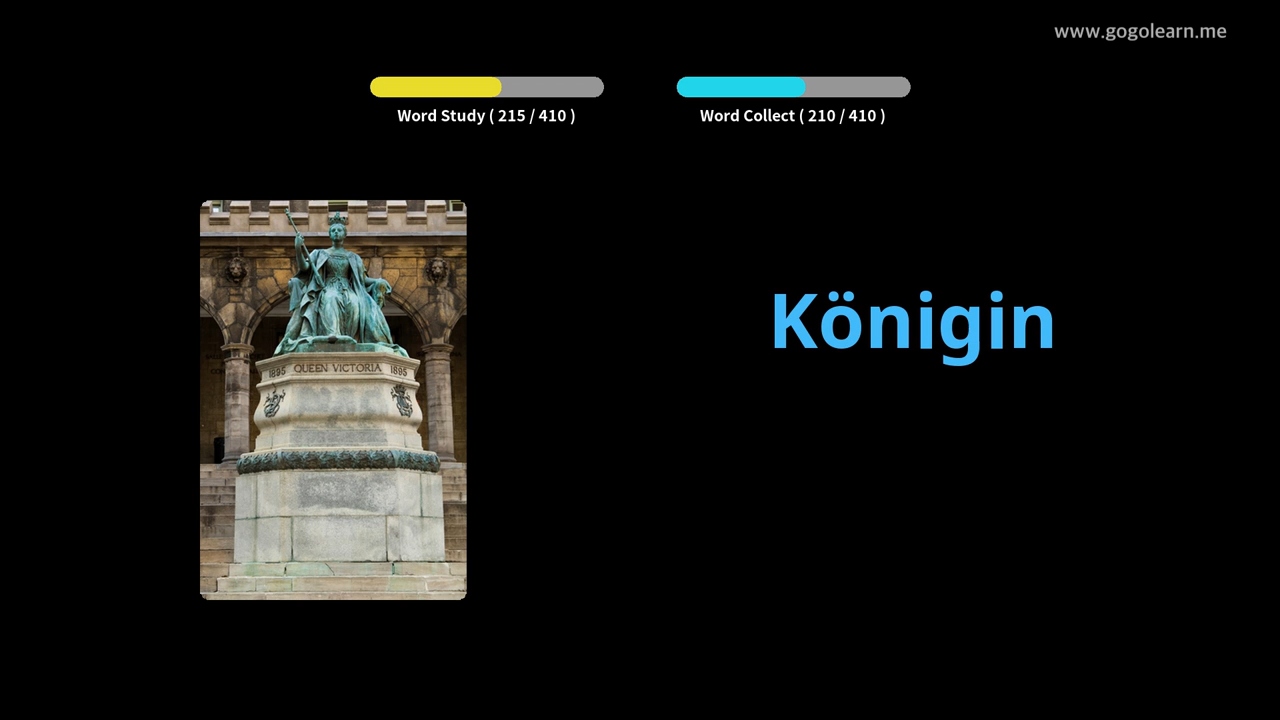 www.gogolearn.me
Word Study ( 215 / 410 )
Word Collect ( 210 / 410 )
1895 QUEEN VICTORIA 1895
Königin